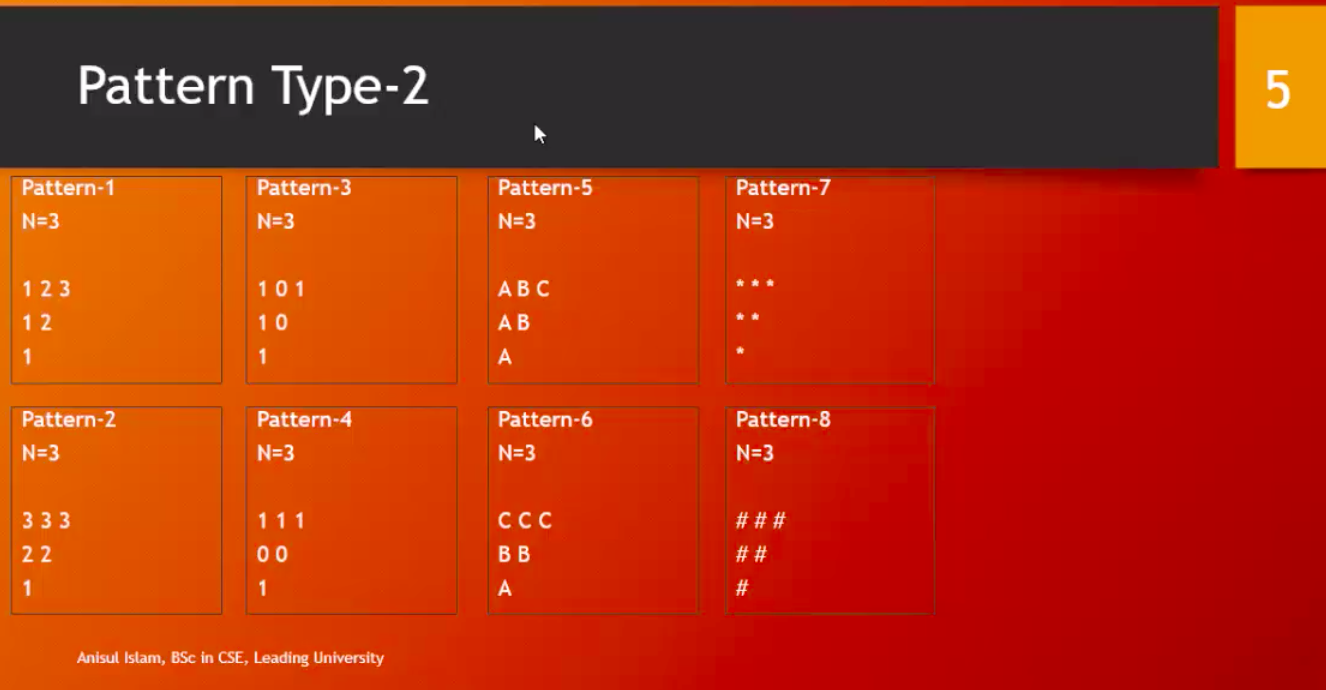 Pattern Type-2
5
Pattern-1
N=3
1 2 3
1 2
1
Pattern-3
N=3
1 0 1
1 0
1
Pattern-5
N=3
A B C
A B
A
Pattern-7
N=3
* * *
* *
*
Pattern-2
N=3
3 3 3
2 2
1
Pattern-4
N=3
1 1 1
0 0
1
Pattern-6
N=3
C C C
B B
A
Pattern-8
N=3
# # #
# #
#
Anisul Islam, BSc in CSE, Leading University